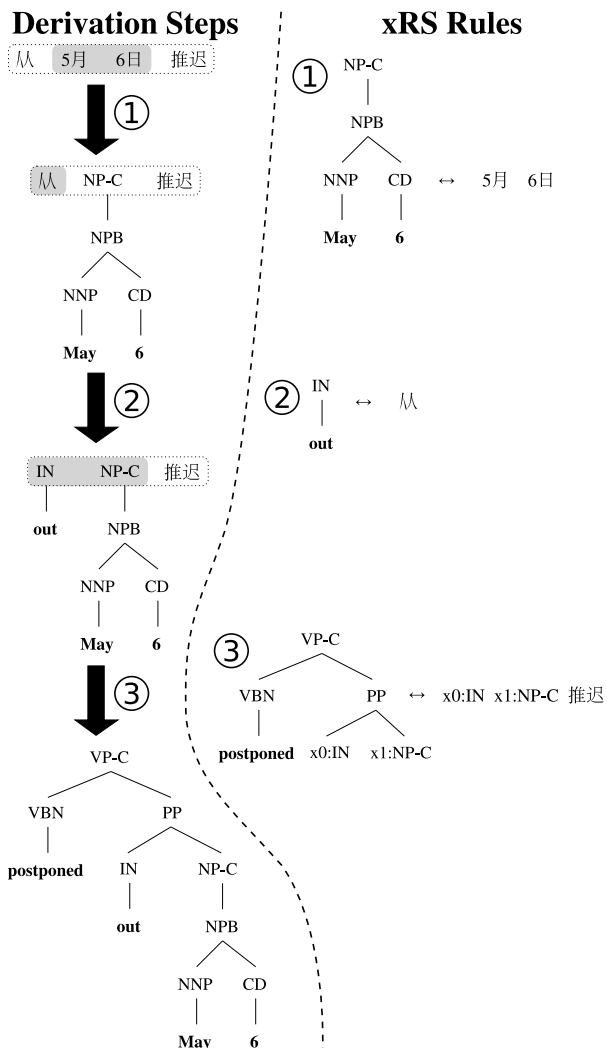 Derivation Steps
从 5月 6日 推迟
①
从 NP-C 推迟
NPB
NNP CD
May 6
②
IN NP-C 推迟
out NPB
NNP CD
May 6
③
VP-C
VBN PP
postponed IN NP-C
out NPB
NNP CD
May 6
xRS Rules
①
NP-C
NPB
NNP CD ↔ 5月 6日
May 6
②
IN ↔ 从
out
③
VP-C
VBN PP ↔ x0:IN x1:NP-C 推迟
postponed x0:IN x1:NP-C